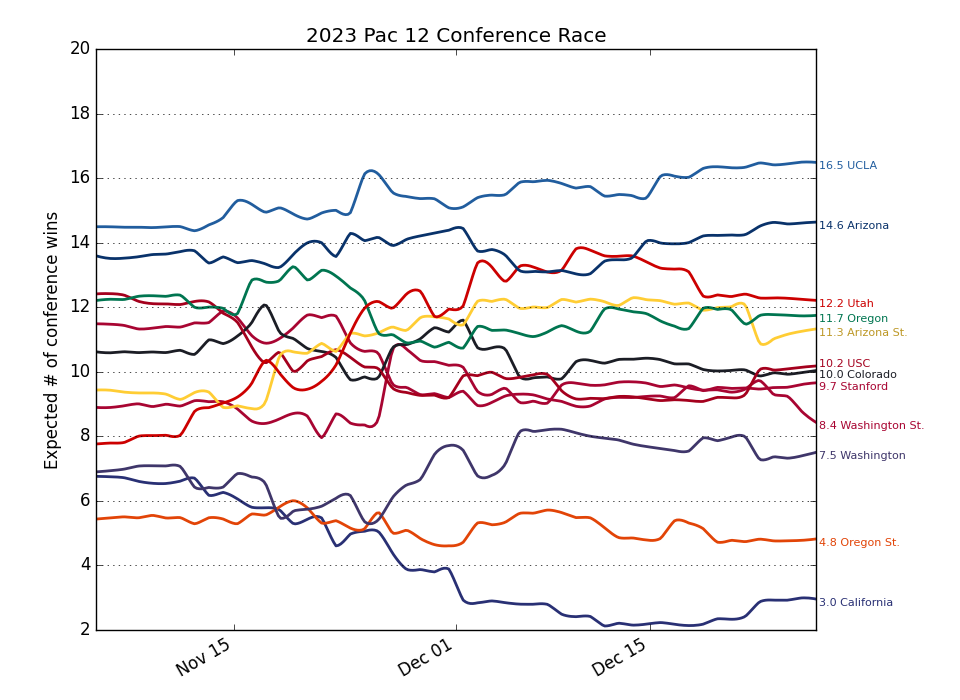 2023 Pac 12 Conference Race
Expected # of conference wins
20
18
16
14
12
10
8
6
4
2
Nov 15
Dec 01
Dec 15
16.5 UCLA
14.6 Arizona
12.2 Utah
11.7 Oregon
11.3 Arizona St.
10.2 USC
10.0 Colorado
9.7 Stanford
8.4 Washington St.
7.5 Washington
4.8 Oregon St.
3.0 California